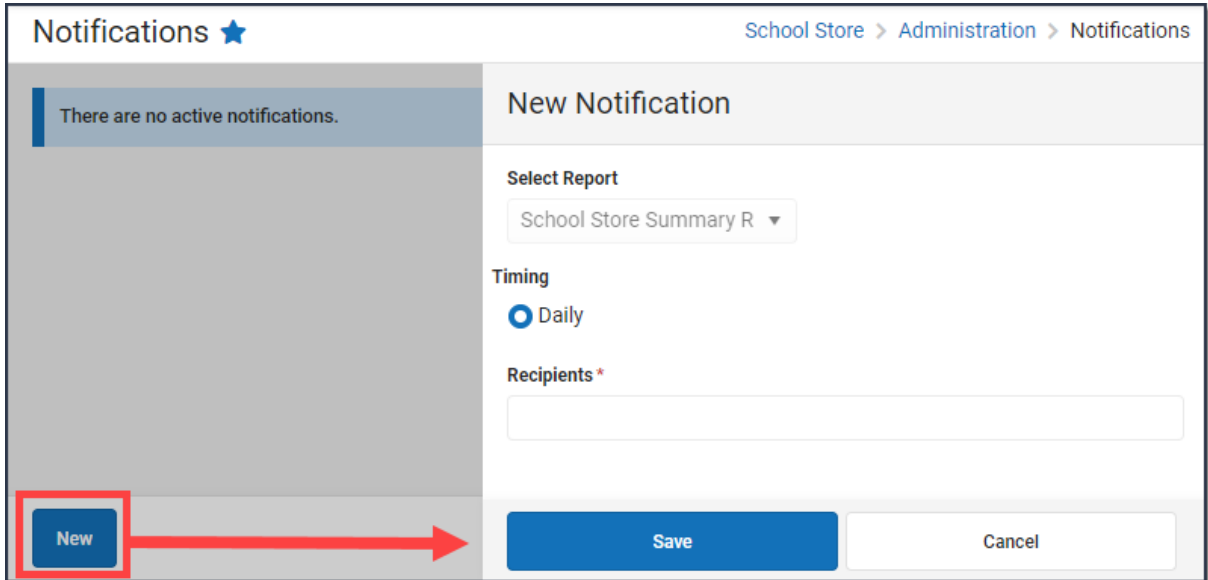 Notifications
School Store > Administration > Notifications
There are no active notifications.
New Notification
Select Report
School Store Summary R
Timing
Daily
Recipients *
New
Save
Cancel